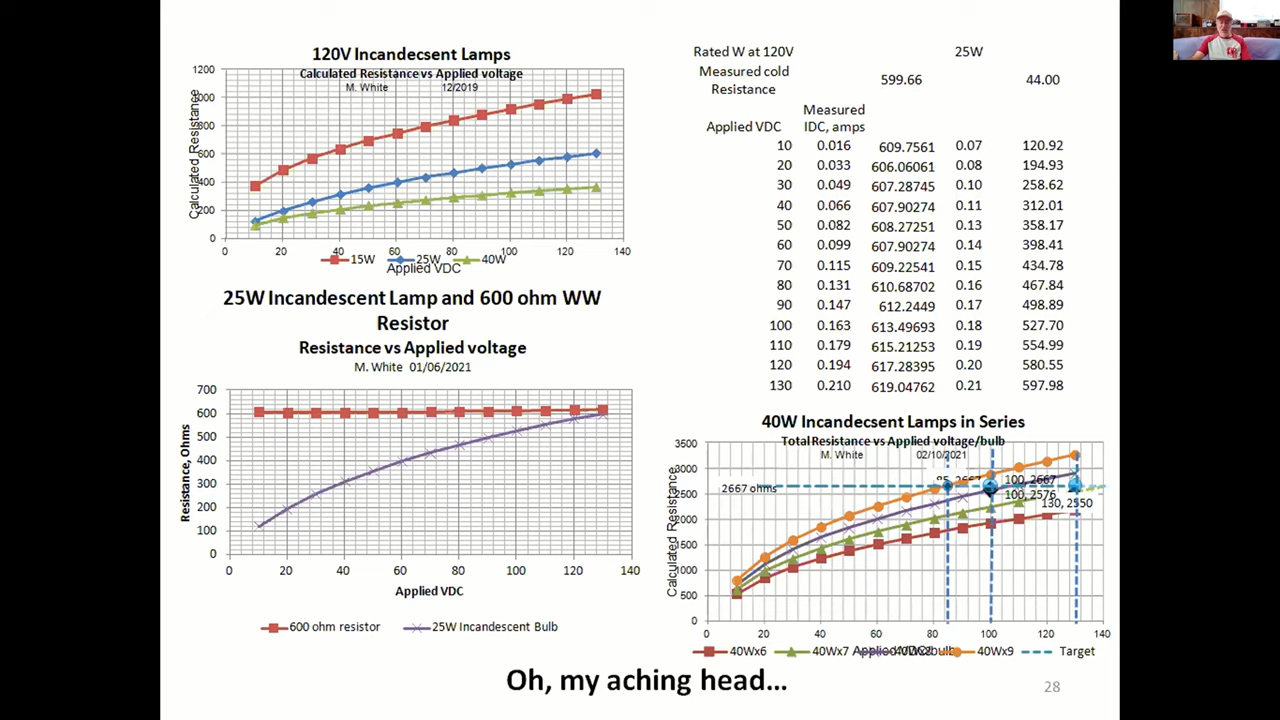 120V Incandecsent Lamps
Calculated Resistance vs Applied voltage
M. White 12/2019
Calculated Resistance
1200
1000
800
600
400
200
0
0 20 40 60 80 100 120 140
15W 25W 40W
Applied VDC
25W Incandescent Lamp and 600 ohm WW
Resistor
Resistance vs Applied voltage
M. White 01/06/2021
Resistance, Ohms
700
600
500
400
300
200
100
0
0 20 40 60 80 100 120 140
Applied VDC
600 ohm resistor 25W Incandescent Bulb
Rated W at 120V 25W
Measured cold
Resistance 599.66 44.00
Applied VDC Measured
IDC, amps
10 0.016 609.7561 0.07 120.92
20 0.033 606.06061 194.93
30 0.049 607.28745 0.10 258.62
40 0.066 607.90274 0.11 312.01
50 0.082 608.27251 0.13 358.17
60 0.099 607.90274 0.14 398.41
70 0.115 609.22541 0.15 434.78
80 0.131 610.68702 0.16 467.84
90 0.147 612.2449 0.17 498.89
100 0.163 613.49693 0.18 527.70
110 0.179 615.21253 0.19 554.99
120 0.194 617.28395 0.20 580.55
130 0.210 619.04762 0.21 597.98
40W Incandescent Lamps in Series
Total Resistance vs Applied voltage/bulb
M. White 02/10/2021
Calculated Resistance
3500
3000
2500
2000
1500
1000
500
0
2667 ohms
85, 2667
100, 2667
100, 2576
130, 2550
0 20 40 60 80 100 120 140
40Wx6 40Wx7 40Wx9 Target
Oh, my aching head…
28